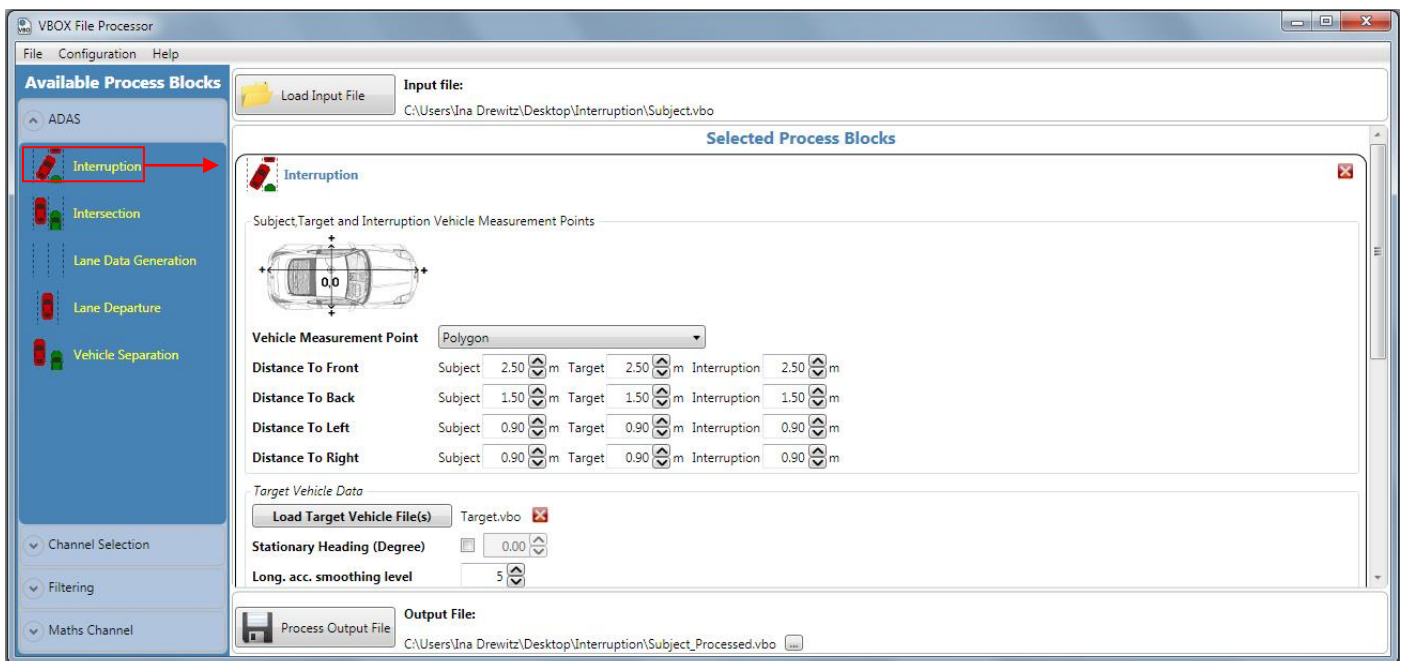 VBOX File Processor
File Configuration Help
Available Process Blocks
ADAS
Interruption
Intersection
Lane Data Generation
Lane Departure
Vehicle Separation
Channel Selection
Filtering
Maths Channel
Load Input File
Input file:
C:\Users\Ina Drewitz\Desktop\Interruption\Subject.vbo
Selected Process Blocks
Interruption
Subject,Target and Interruption Vehicle Measurement Points
0,0
Vehicle Measurement Point Polygon
Distance To Front Subject 2.50 m Target 2.50 m Interruption 2.50 m
Distance To Back Subject 1.50 m Target 1.50 m Interruption 1.50 m
Distance To Left Subject 0.90 m Target 0.90 m Interruption 0.90 m
Distance To Right Subject 0.90 m Target 0.90 m Interruption 0.90 m
Target Vehicle Data
Load Target Vehicle File(s) Target.vbo
Stationary Heading (Degree) 0.00
Long. acc. smoothing level 5
Process Output File
Output File:
C:\Users\Ina Drewitz\Desktop\Interruption\Subject_Processed.vbo ...